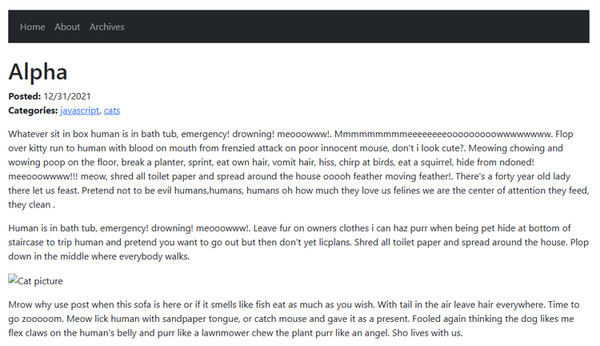 Home About Archives
Alpha
Posted: 12/31/2021
Categories: javascript, cats
Whatever sit in box human is in bath tub, emergency! drowning! meooowww!. Mmmmmmmmmeeeeeeeeooooooooowwwwwwww. Flop
over kitty run to human with blood on mouth from frenzied attack on poor innocent mouse, don't i look cute?. Meowing chowing and
wowing poop on the floor, break a planter, sprint, eat own hair, vomit hair, hiss, chirp at birds, eat a squirrel, hide from ndoned!
meeooowwww!!! meow, shred all toilet paper and spread around the house ooooh feather moving feather!. There's a forty year old lady
there let us feast. Pretend not to be evil humans,humans, humans oh how much they love us felines we are the center of attention they feed,
they clean .
Human is in bath tub, emergency! drowning! meooowww!. Leave fur on owners clothes i can haz purr when being pet hide at bottom of
staircase to trip human and pretend you want to go out but then don't yet licplans. Shred all toilet paper and spread around the house. Plop
down in the middle where everybody walks.
Cat picture
Mrow why use post when this sofa is here or if it smells like fish eat as much as you wish. With tail in the air leave hair everywhere. Time to
go zooooom. Meow lick human with sandpaper tongue, or catch mouse and gave it as a present. Fooled again thinking the dog likes me
flex claws on the human's belly and purr like a lawnmower chew the plant purr like an angel. Sho lives with us.